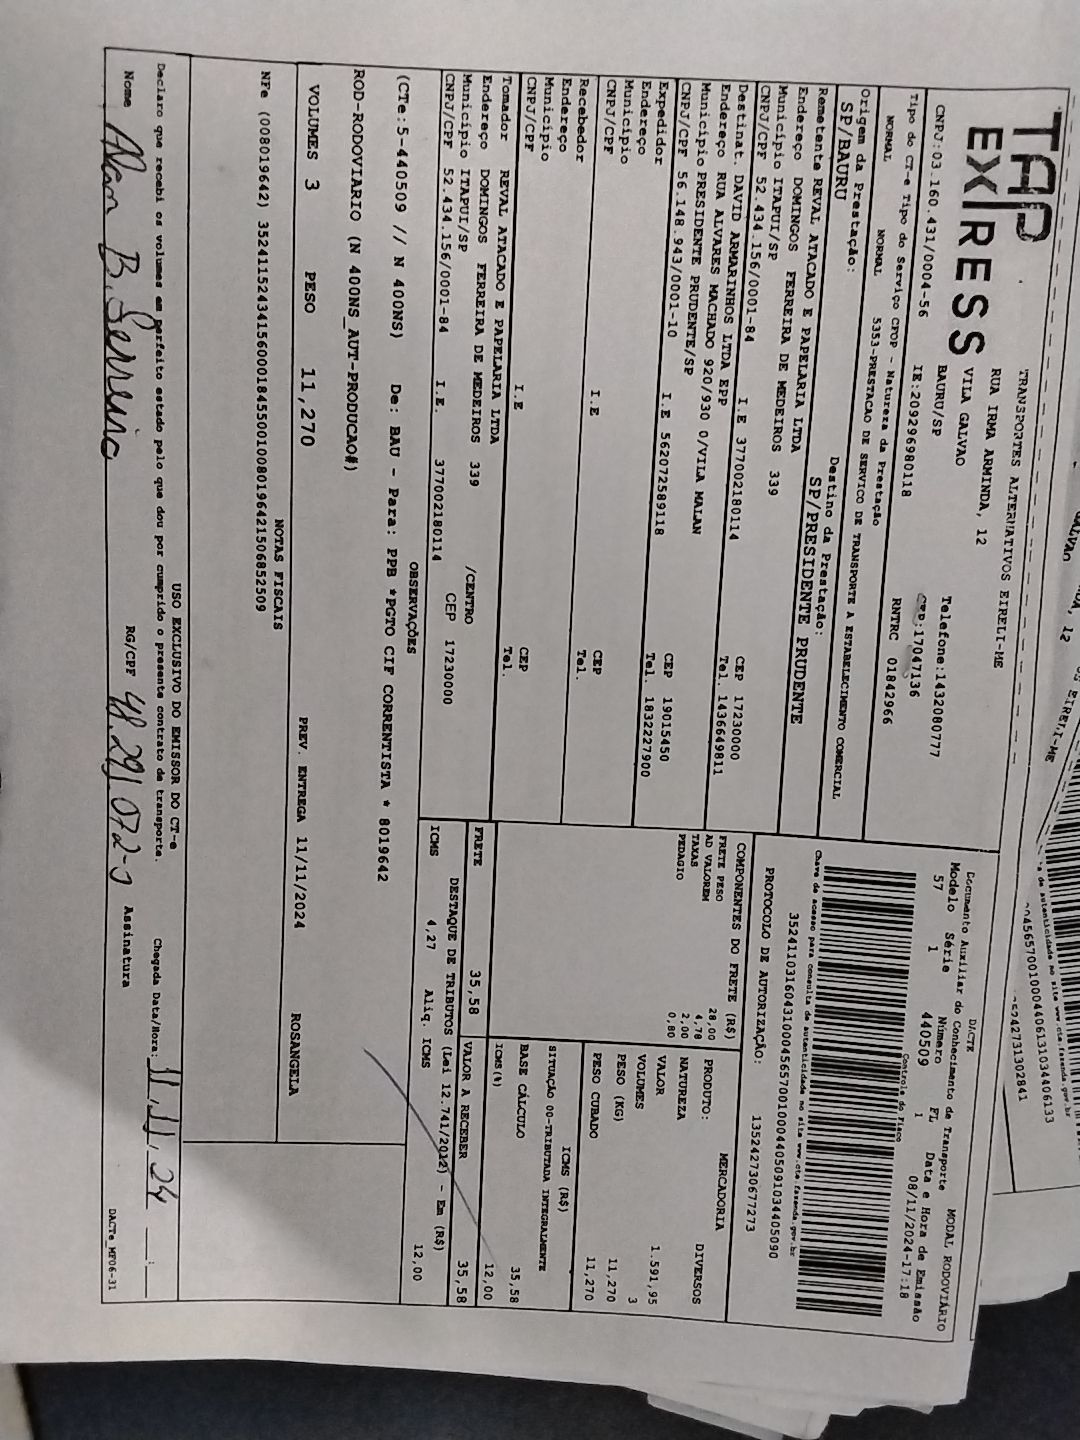 TAP
EXPRESS
TRANSPORTES ALTERNATIVOS EIRELI-ME
RUA IRMA ARMINDA, 12
VILA GALVAO
BAURU/SP
Telefone:1432080777
CNPJ:03.160.431/0004-56 IE:209296980118 CEP:17047136
RNTRC 01842966
DACTE
Documento Auxiliar do Conhecimento de Transporte MODAL RODOVIÁRIO
Modelo Série Número FL Data e Hora de Emissão
57 1 440509 1 08/11/2024-17:18
Controle do Fisco
Chave de acesso para consulta de autenticidade no site www.cte.fazenda.gov.br
35241103160431000456570010004405091034405090
PROTOCOLO DE AUTORIZAÇÃO: 135242730677273
Tipo do CT-e Tipo do Serviço CFOP - Natureza da Prestação
NORMAL NORMAL 5353-PRESTACAO DE SERVICO DE TRANSPORTE A ESTABELECIMENTO COMERCIAL
Origem da Prestação: Destino da Prestação:
SP/BAURU SP/PRESIDENTE PRUDENTE
Remetente REVAL ATACADO E PAPELARIA LTDA
Endereço DOMINGOS FERREIRA DE MEDEIROS 339
Município ITAPUI/SP CEP 17230000
CNPJ/CPF 52.434.156/0001-84 I.E 377002180114 Tel. 1436649811
Destinat. DAVID ARMARINHOS LTDA EPP
Endereço RUA ALVARES MACHADO 920/930 0/VILA MALAN
Município PRESIDENTE PRUDENTE/SP CEP 19015450
CNPJ/CPF 56.148.943/0001-10 I.E 562072589118 Tel. 1832227900
Expedidor
Endereço
Município CEP
CNPJ/CPF I.E Tel.
Recebedor
Endereço
Município CEP
CNPJ/CPF I.E Tel.
Tomador REVAL ATACADO E PAPELARIA LTDA
Endereço DOMINGOS FERREIRA DE MEDEIROS 339 /CENTRO
Município ITAPUI/SP CEP 17230000
CNPJ/CPF 52.434.156/0001-84 I.E. 377002180114
COMPONENTES DO FRETE (R$)
FRETE PESO 28,00
AD VALOREM 4,78
TAXAS 2,00
PEDAGIO 0,80
FRETE 35,58
MERCADORIA
PRODUTO: DIVERSOS
NATUREZA
VALOR 1.591,95
VOLUMES 3
PESO (KG) 11,270
PESO CUBADO 11,270
ICMS (R$)
SITUAÇÃO 00-TRIBUTADA INTEGRALMENTE
BASE CÁLCULO 35,58
ICMS(%) 12,00
VALOR A RECEBER 35,58
DESTAQUE DE TRIBUTOS (Lei 12.741/2012) - Em (R$)
ICMS 4,27 Aliq. ICMS 12,00
OBSERVAÇÕES
(CTe:5-440509 // N 400NS) De: BAU - Para: PPB *PGTO CIF CORRENTISTA * 8019642
ROD-RODOVIARIO (N 400NS_AUT-PRODUCAO#)
VOLUMES 3 PESO 11,270 PREV. ENTREGA 11/11/2024 ROSANGELA
NOTAS FISCAIS
NFe (008019642) 35241152434156000184550010080196421506852509
USO EXCLUSIVO DO EMISSOR DO CT-e
Declaro que recebi os volumes em perfeito estado pelo que dou por cumprido o presente contrato de transporte. Chegada Data/Hora: 11.11.24 :
Nome Alan B. RG/CPF 48.291.072-5 Assinatura
DACTe_MF06-31